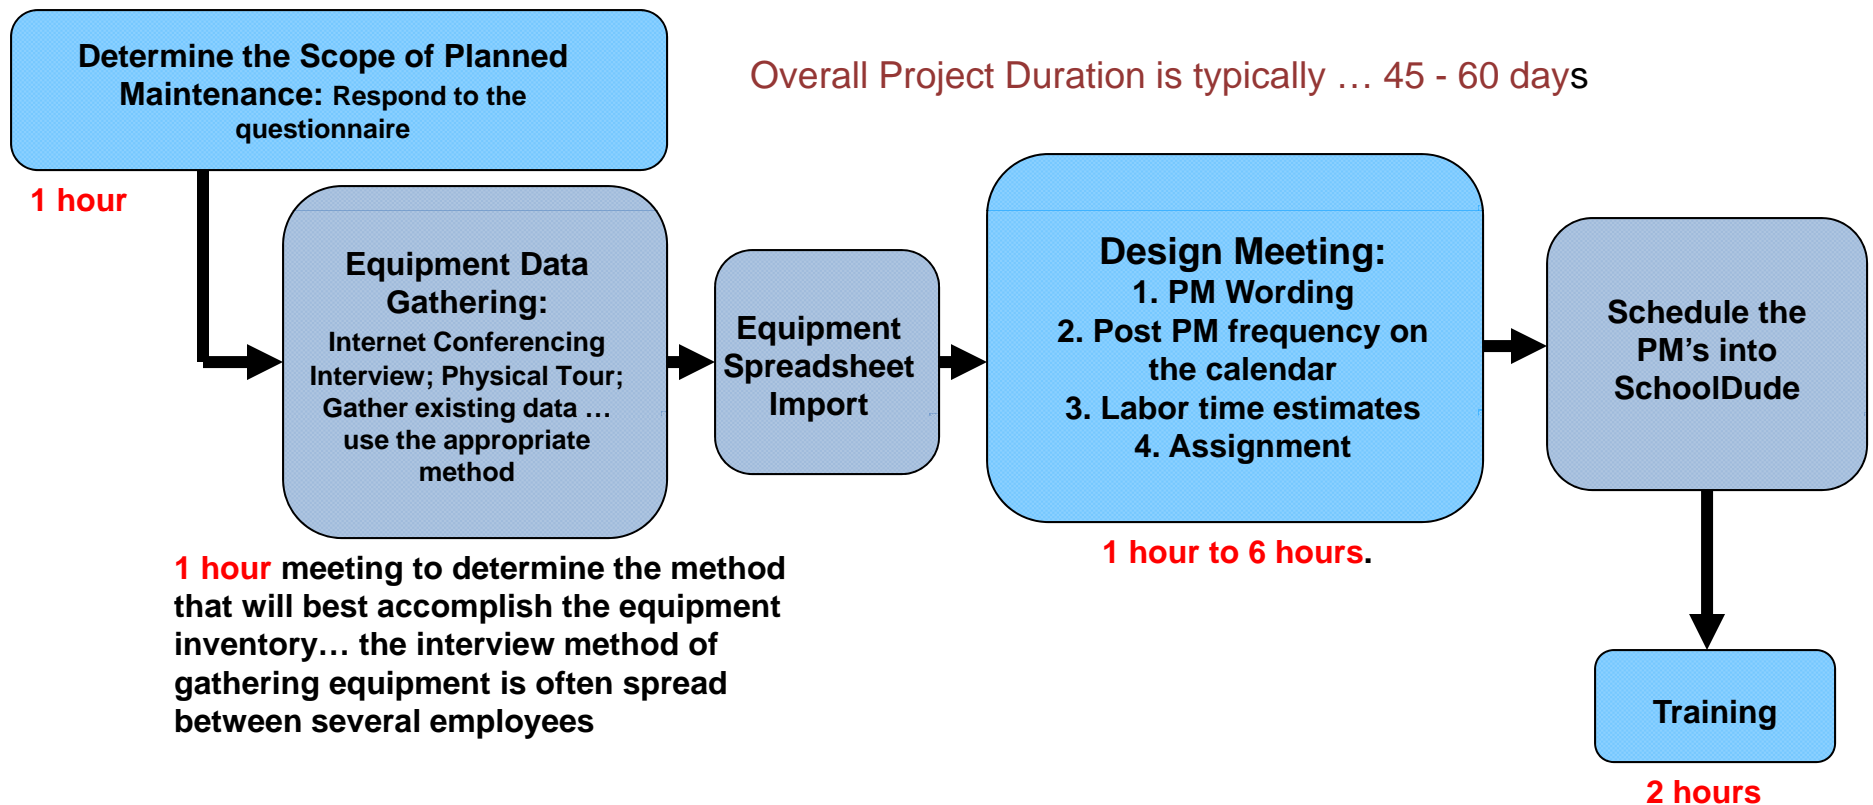 Determine the Scope of Planned
Maintenance: Respond to the
questionnaire
Overall Project Duration is typically … 45 - 60 days
1 hour
Equipment Data
Gathering:
Internet Conferencing
Interview; Physical Tour;
Gather existing data …
use the appropriate
method
Equipment
Spreadsheet
Import
Design Meeting:
1. PM Wording
2. Post PM frequency on
the calendar
3. Labor time estimates
4. Assignment
Schedule the
PM's into
SchoolDude
1 hour meeting to determine the method
that will best accomplish the equipment
inventory… the interview method of
gathering equipment is often spread
between several employees
1 hour to 6 hours.
Training
2 hours